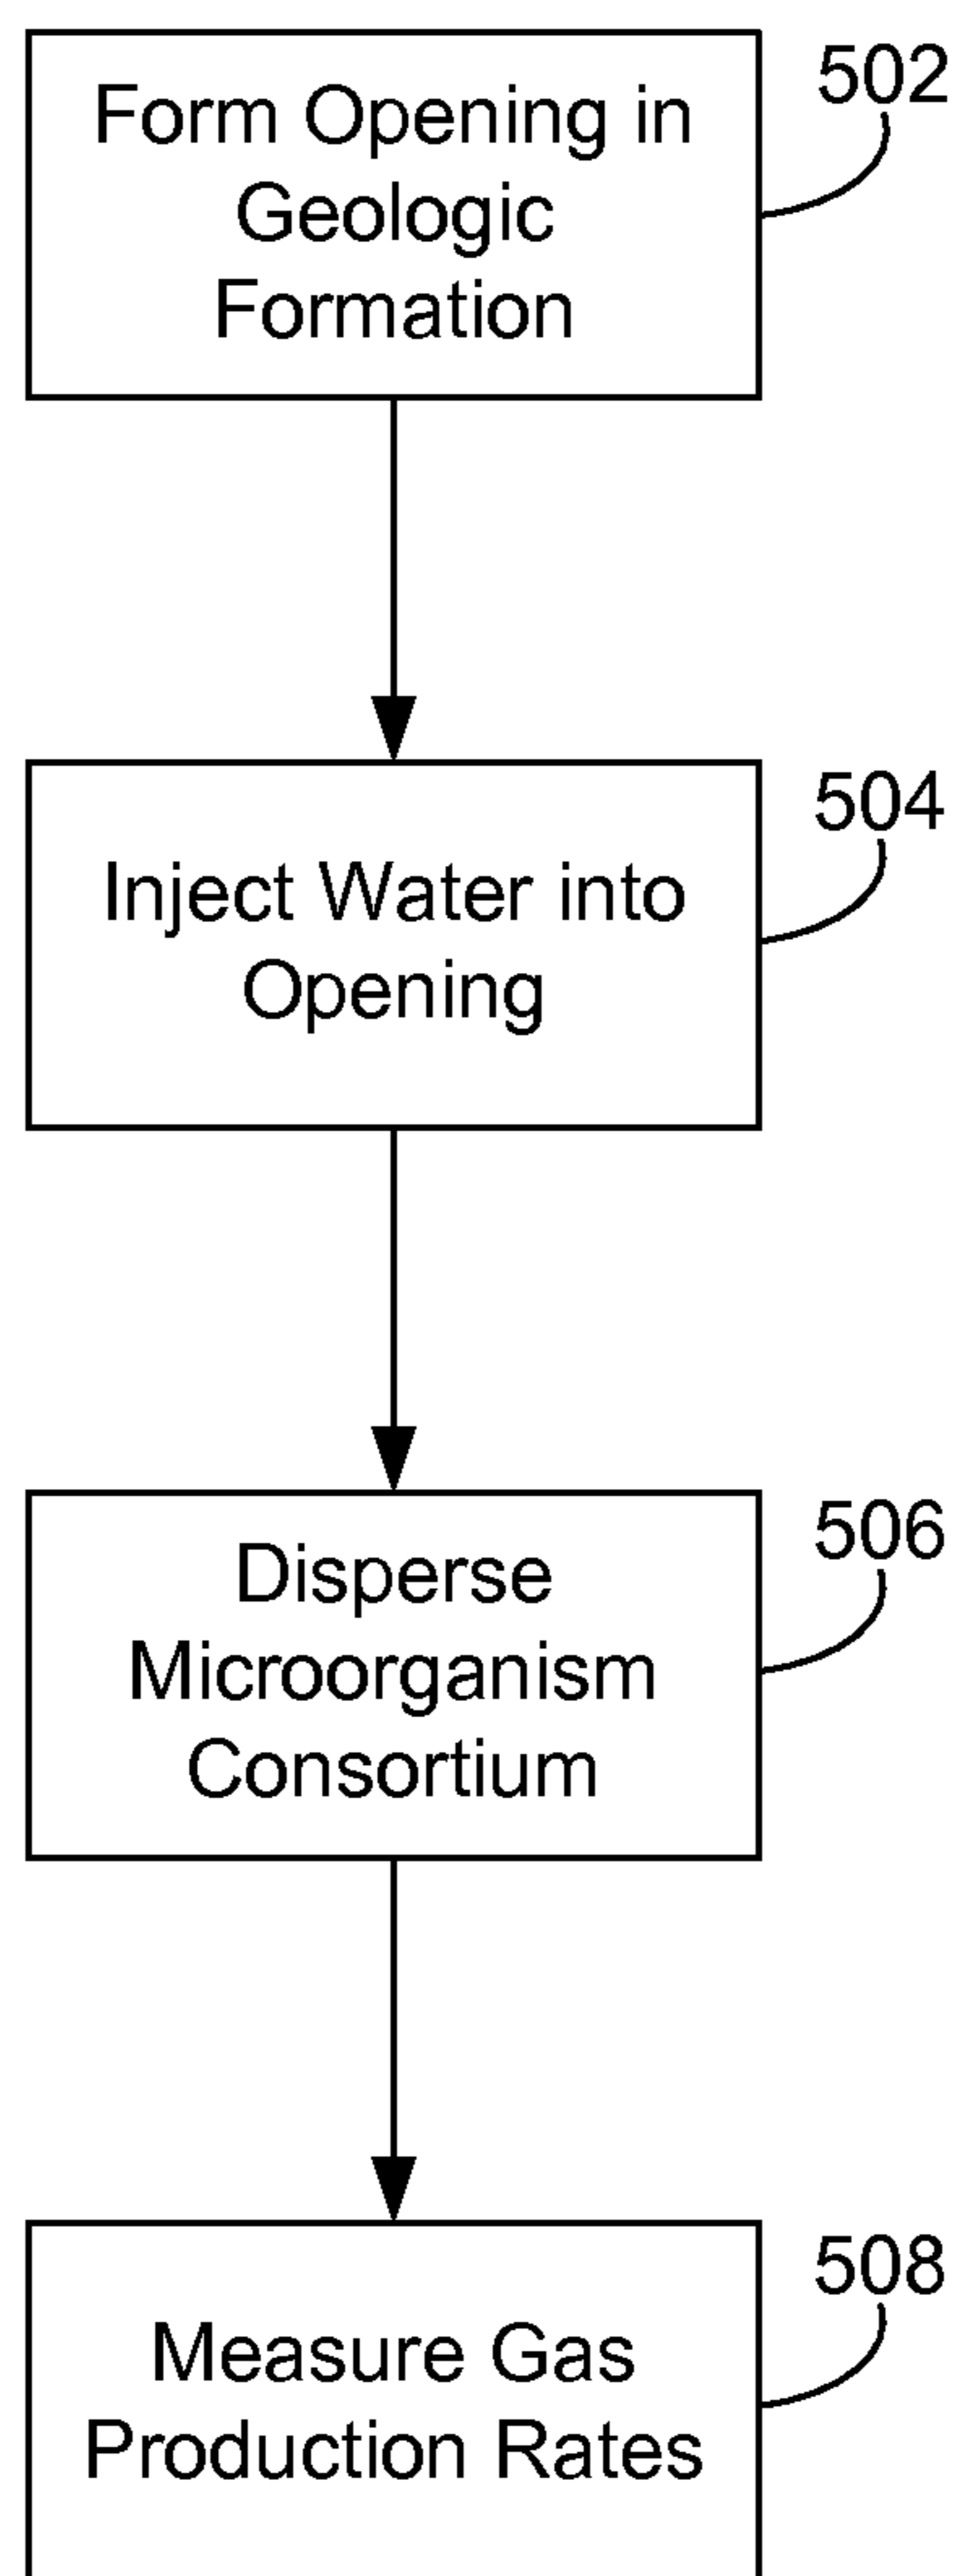 Form Opening in
Geologic
Formation
502
Inject Water into
Opening
504
Disperse
Microorganism
Consortium
506
Measure Gas
Production Rates
508